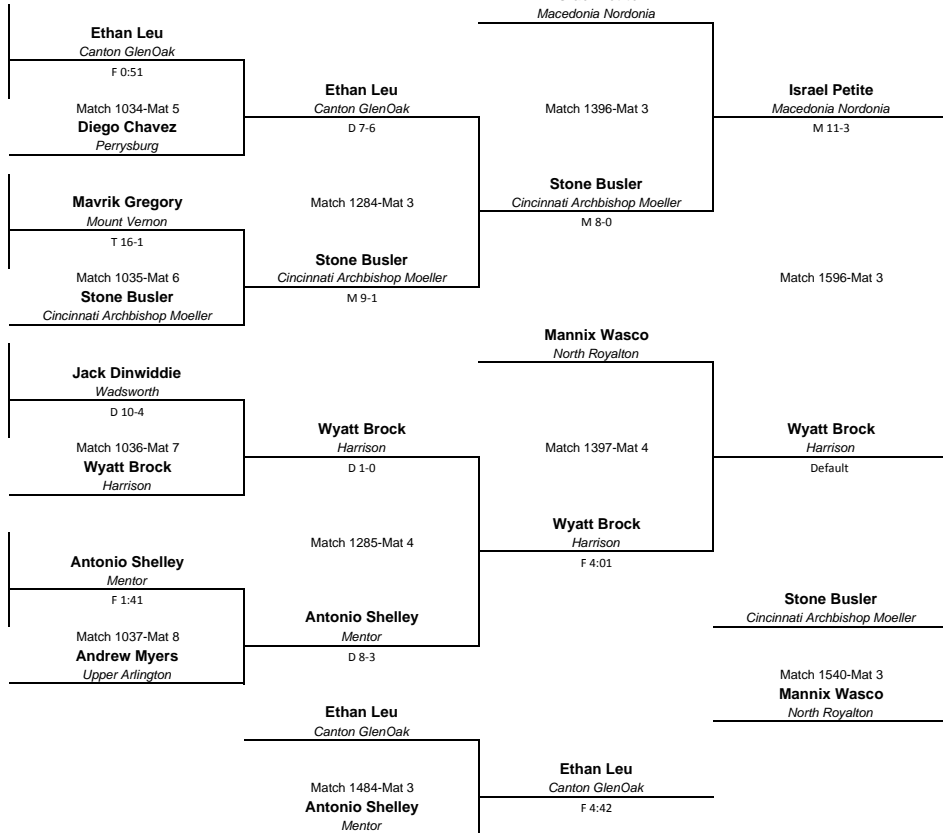 Macedonia Nordonia
Ethan Leu
Canton GlenOak
F 0:51
Match 1034-Mat 5
Diego Chavez
Perrysburg
Ethan Leu
Canton GlenOak
D 7-6
Match 1396-Mat 3
Israel Petite
Macedonia Nordonia
M 11-3
Mavrik Gregory
Mount Vernon
T 16-1
Match 1035-Mat 6
Stone Busler
Cincinnati Archbishop Moeller
Match 1284-Mat 3
Stone Busler
Cincinnati Archbishop Moeller
M 9-1
Stone Busler
Cincinnati Archbishop Moeller
M 8-0
Match 1596-Mat 3
Jack Dinwiddie
Wadsworth
D 10-4
Match 1036-Mat 7
Wyatt Brock
Harrison
Wyatt Brock
Harrison
D 1-0
Mannix Wasco
North Royalton
Match 1397-Mat 4
Wyatt Brock
Harrison
Default
Antonio Shelley
Mentor
F 1:41
Match 1037-Mat 8
Andrew Myers
Upper Arlington
Match 1285-Mat 4
Antonio Shelley
Mentor
D 8-3
Wyatt Brock
Harrison
F 4:01
Stone Busler
Cincinnati Archbishop Moeller
Match 1540-Mat 3
Mannix Wasco
North Royalton
Ethan Leu
Canton GlenOak
Match 1484-Mat 3
Antonio Shelley
Mentor
Ethan Leu
Canton GlenOak
F 4:42